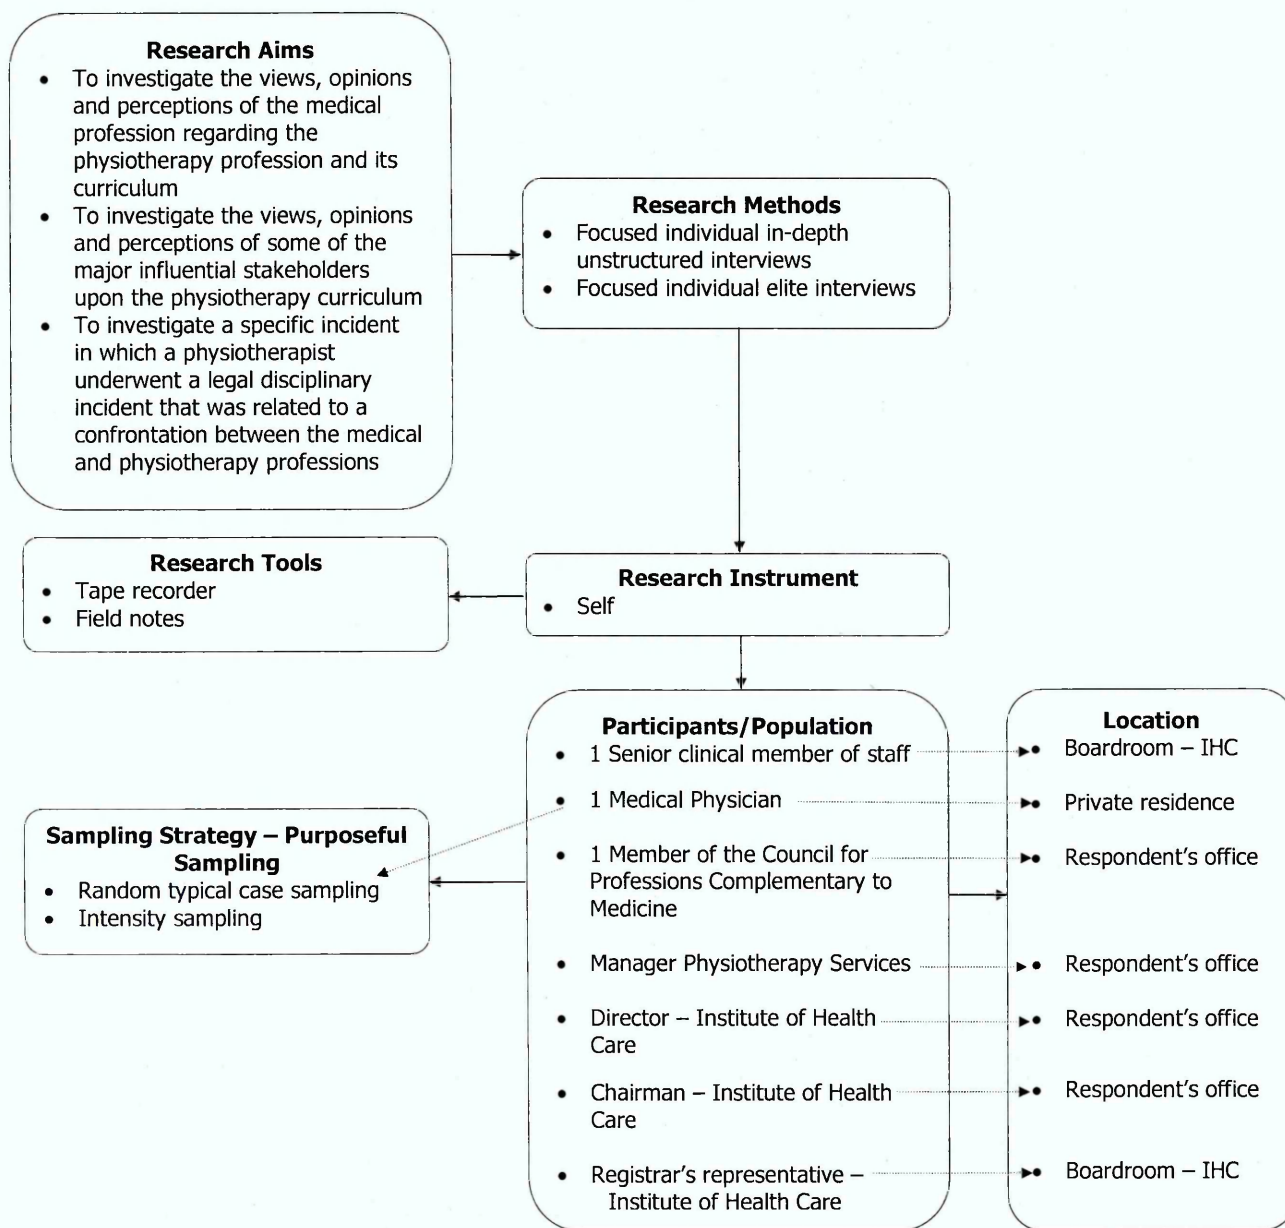 Research Aims
• To investigate the views, opinions
and perceptions of the medical
profession regarding the
physiotherapy profession and its
curriculum
• To investigate the views, opinions
and perceptions of some of the
major influential stakeholders
upon the physiotherapy curriculum
• To investigate a specific incident
in which a physiotherapist
underwent a legal disciplinary
incident that was related to a
confrontation between the medical
and physiotherapy professions
Research Methods
• Focused individual in-depth
unstructured interviews
• Focused individual elite interviews
Research Tools
• Tape recorder
• Field notes
Research Instrument
• Self
Sampling Strategy – Purposeful
Sampling
• Random typical case sampling
• Intensity sampling
Participants/Population
• 1 Senior clinical member of staff
• 1 Medical Physician
• 1 Member of the Council for
Professions Complementary to
Medicine
• Manager Physiotherapy Services
• Director – Institute of Health
Care
• Chairman – Institute of Health
Care
• Registrar's representative –
Institute of Health Care
Location
• Boardroom – IHC
• Private residence
• Respondent's office
• Respondent's office
• Respondent's office
• Respondent's office
• Boardroom – IHC